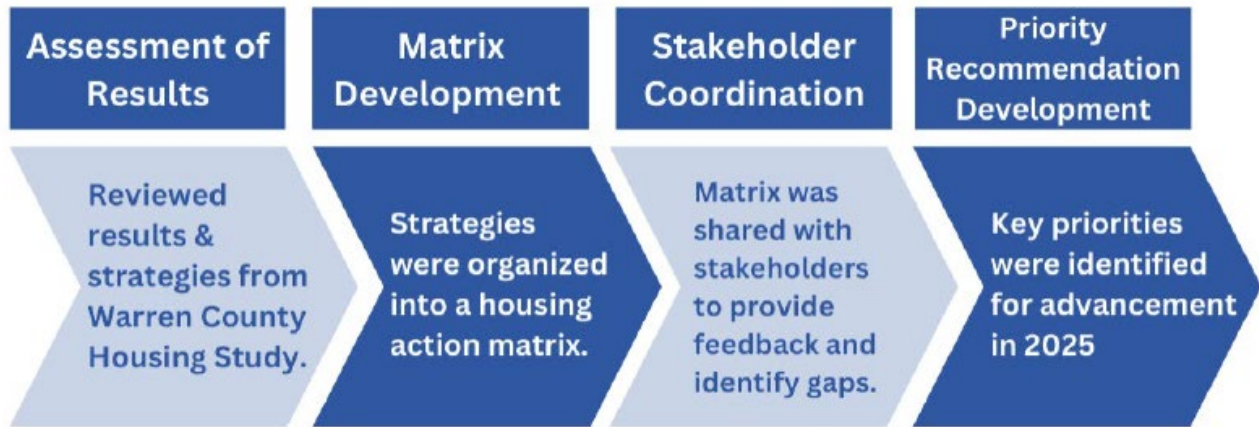 Assessment of
Results
Reviewed
results &
strategies from
Warren County
Housing Study.
Matrix
Development
Strategies
were organized
into a housing
action matrix.
Stakeholder
Coordination
Matrix was
shared with
stakeholders
to provide
feedback and
identify gaps.
Priority
Recommendation
Development
Key priorities
were identified
for advancement
in 2025